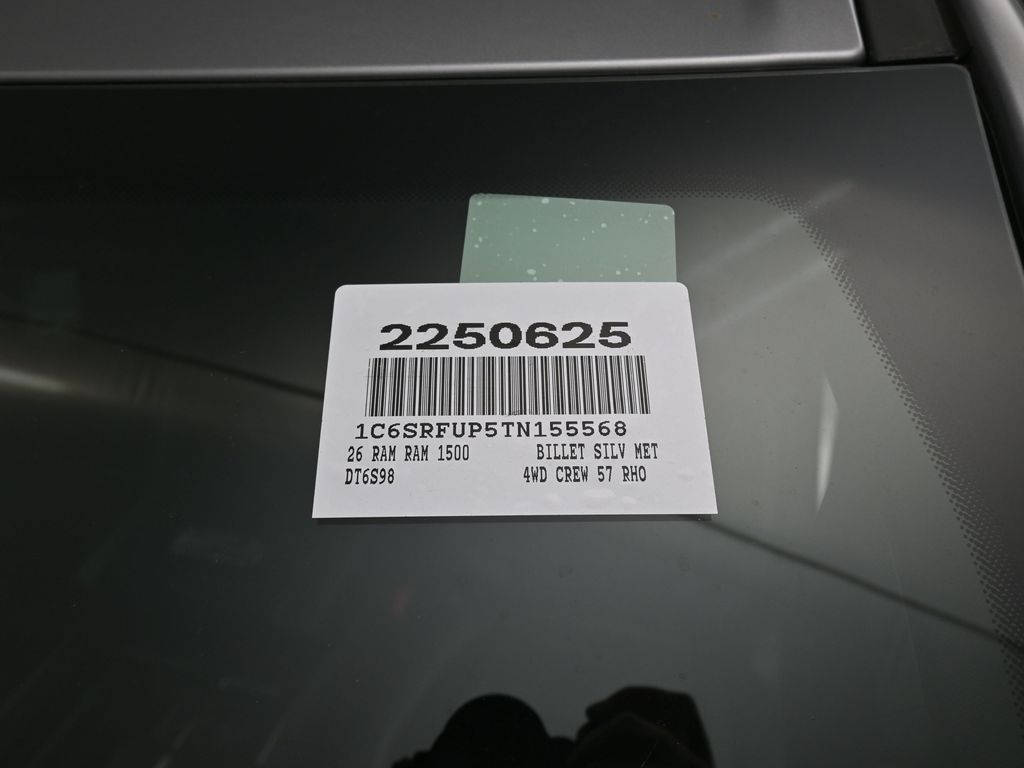 2250625
1C6SRFUP5TN155568
26 RAM RAM 1500 BILLET SILV MET
DT6S98 4WD CREW 57 RHO